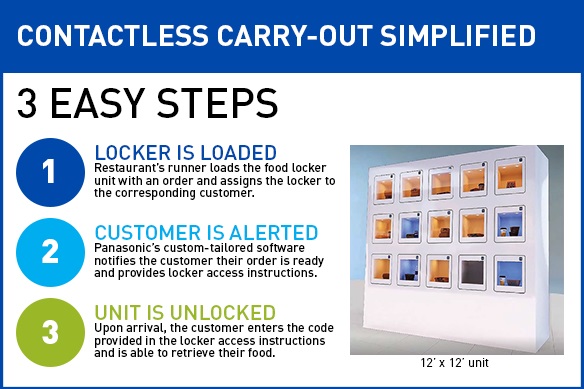 CONTACTLESS CARRY-OUT SIMPLIFIED
3 EASY STEPS
1
LOCKER IS LOADED
Restaurant's runner loads the food locker
unit with an order and assigns the locker to
the corresponding customer.
2
CUSTOMER IS ALERTED
Panasonic's custom-tailored software
notifies the customer their order is ready
and provides locker access instructions.
3
UNIT IS UNLOCKED
Upon arrival, the customer enters the code
provided in the locker access instructions
and is able to retrieve their food.
12' x 12' unit